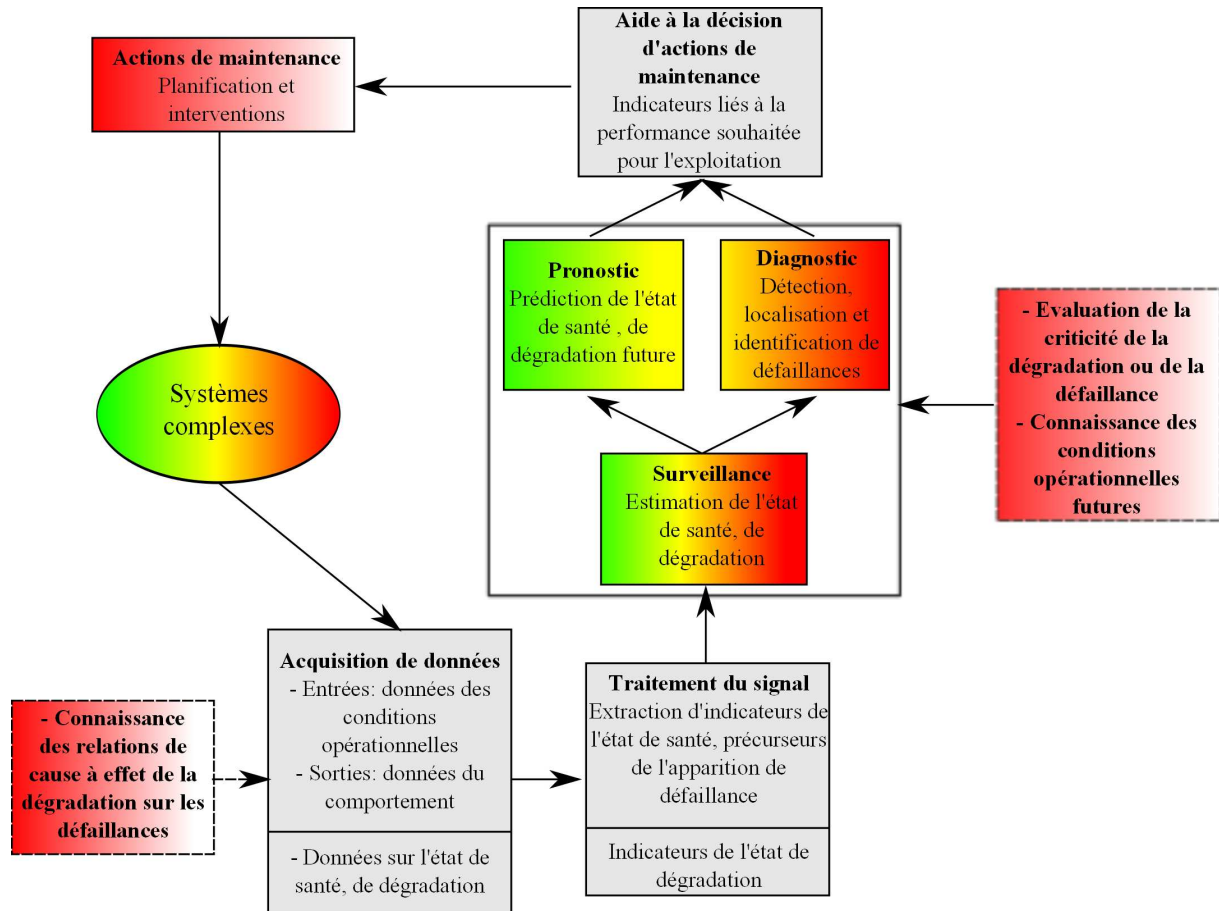 Aide à la décision
d'actions de
maintenance
Indicateurs liés à la
performance souhaitée
pour l'exploitation
Actions de maintenance
Planification et
interventions
Pronostic
Prédiction de l'état
de santé , de
dégradation future
Diagnostic
Détection,
localisation et
identification de
défaillances
- Evaluation de la
criticité de la
dégradation ou de la
défaillance
- Connaissance des
conditions
opérationnelles
futures
Systèmes
complexes
Surveillance
Estimation de l'état
de santé, de
dégradation
Acquisition de données
- Entrées: données des
conditions
opérationnelles
- Sorties: données du
comportement
- Données sur l'état de
santé, de dégradation
Traitement du signal
Extraction d'indicateurs de
l'état de santé, précurseurs
de l'apparition de
défaillance
Indicateurs de l'état de
dégradation
- Connaissance
des relations de
cause à effet de la
dégradation sur les
défaillances